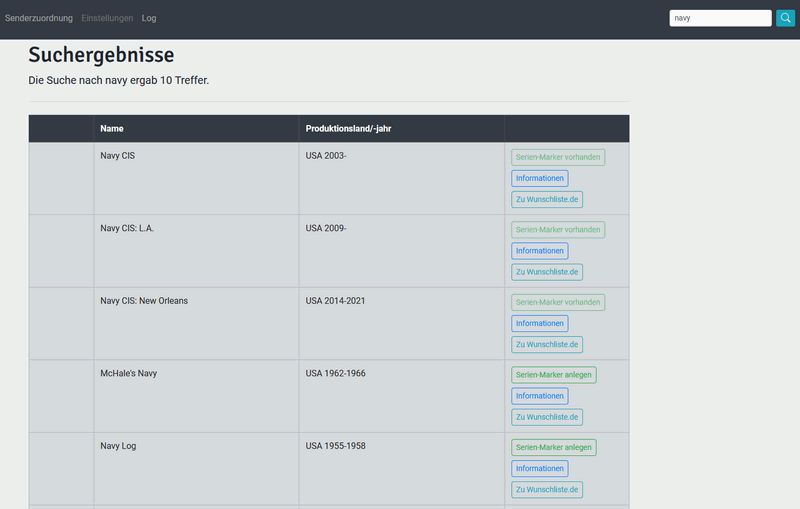 Senderzuordnung Einstellungen Log navy
Suchergebnisse
Die Suche nach navy ergab 10 Treffer.
Name Produktionsland/-jahr
Navy CIS USA 2003- Serien-Marker vorhanden
Informationen
Zu Wunschliste.de
Navy CIS: L.A. USA 2009- Serien-Marker vorhanden
Informationen
Zu Wunschliste.de
Navy CIS: New Orleans USA 2014-2021 Serien-Marker vorhanden
Informationen
Zu Wunschliste.de
McHale's Navy USA 1962-1966 Serien-Marker anlegen
Informationen
Zu Wunschliste.de
Navy Log USA 1955-1958 Serien-Marker anlegen
Informationen
Zu Wunschliste.de